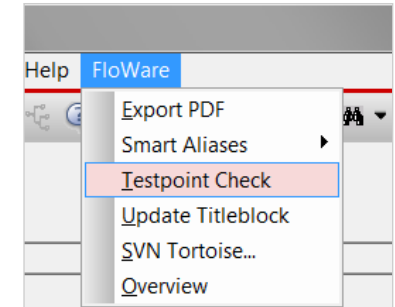 Help FloWare
Export PDF
Smart Aliases
Testpoint Check
Update Titleblock
SVN Tortoise...
Overview